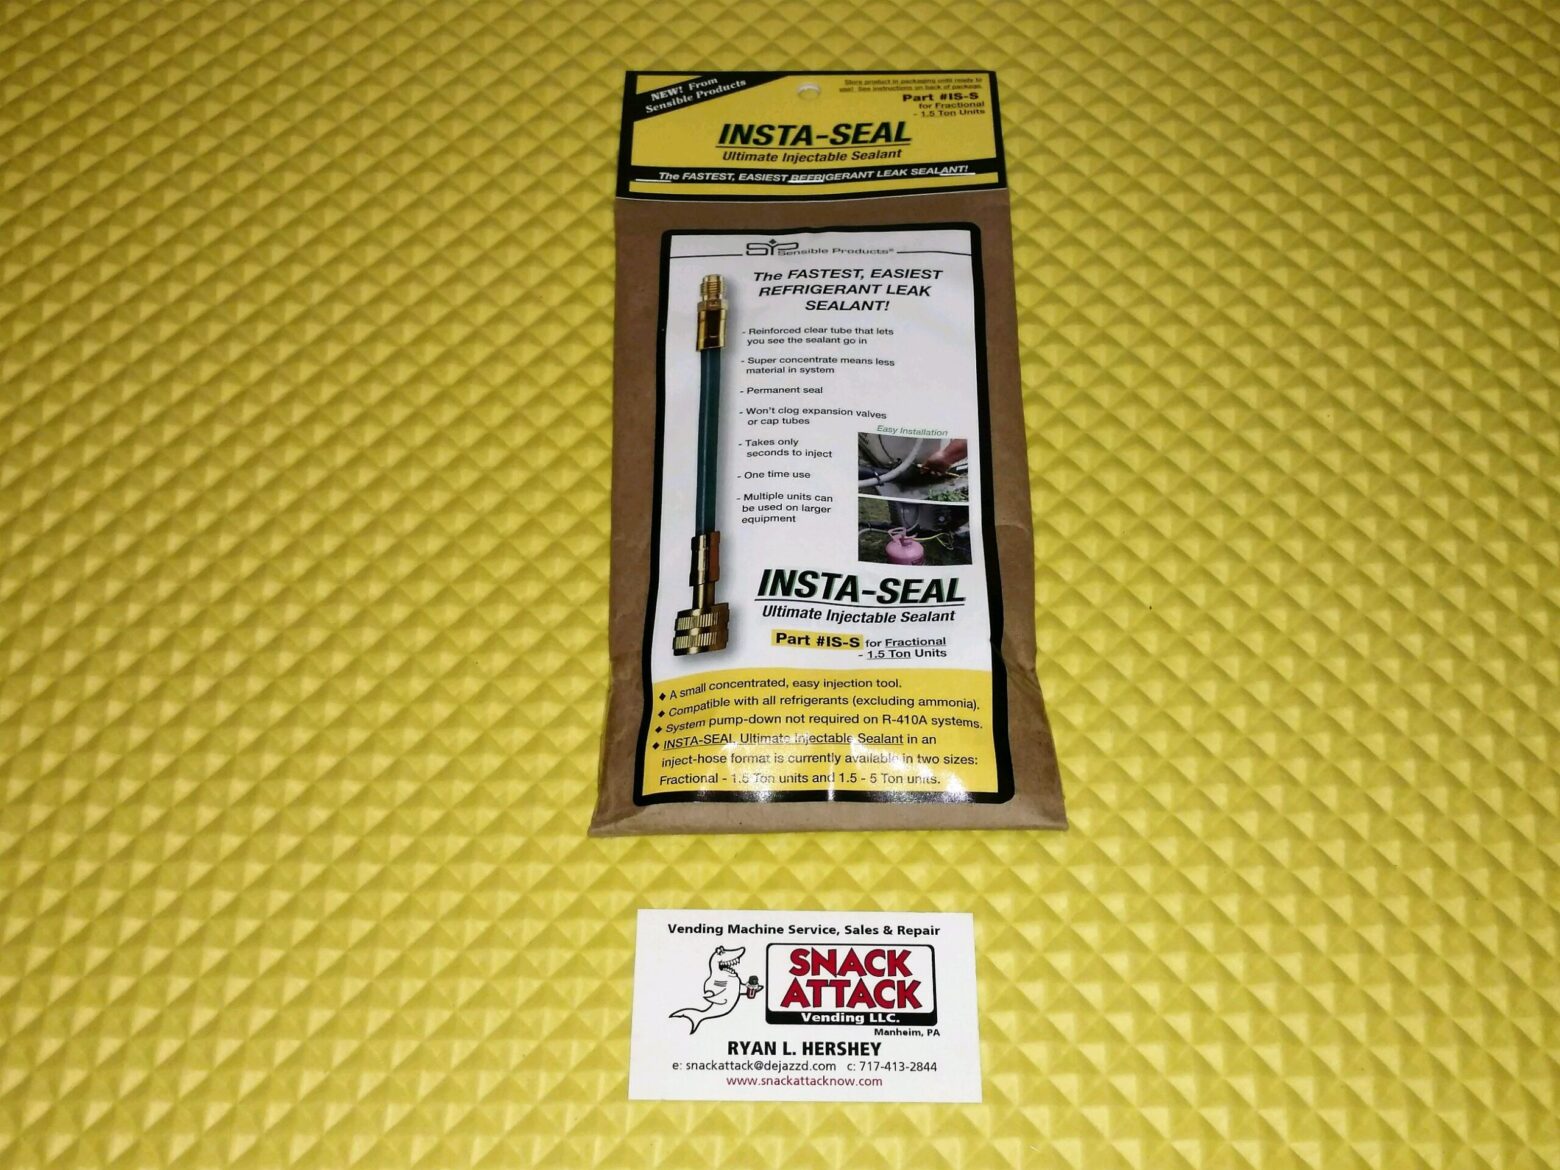 NEW! From
Sensible Products
Store product in packaging until ready to
use! See instructions on back of package.
Part #IS-S
for Fractional
- 1.5 Ton Units
INSTA-SEAL
Ultimate Injectable Sealant
The FASTEST, EASIEST REFRIGERANT LEAK SEALANT!
SP Sensible Products®
The FASTEST, EASIEST
REFRIGERANT LEAK
SEALANT!
- Reinforced clear tube that lets
you see the sealant go in
- Super concentrate means less
material in system
- Permanent seal
- Won't clog expansion valves
or cap tubes
- Takes only
seconds to inject
- One time use
- Multiple units can
be used on larger
equipment
Easy Installation
INSTA-SEAL
Ultimate Injectable Sealant
Part #IS-S for Fractional
- 1.5 Ton Units
◆ A small concentrated, easy injection tool.
◆ Compatible with all refrigerants (excluding ammonia).
◆ System pump-down not required on R-410A systems.
◆ INSTA-SEAL Ultimate Injectable Sealant in an
inject-hose format is currently available in two sizes:
Fractional - 1.5 Ton units and 1.5 - 5 Ton units.
Vending Machine Service, Sales & Repair
SNACK
ATTACK
Vending LLC.
Manheim, PA
RYAN L. HERSHEY
e: snackattack@dejazzd.com c: 717-413-2844
www.snackattacknow.com